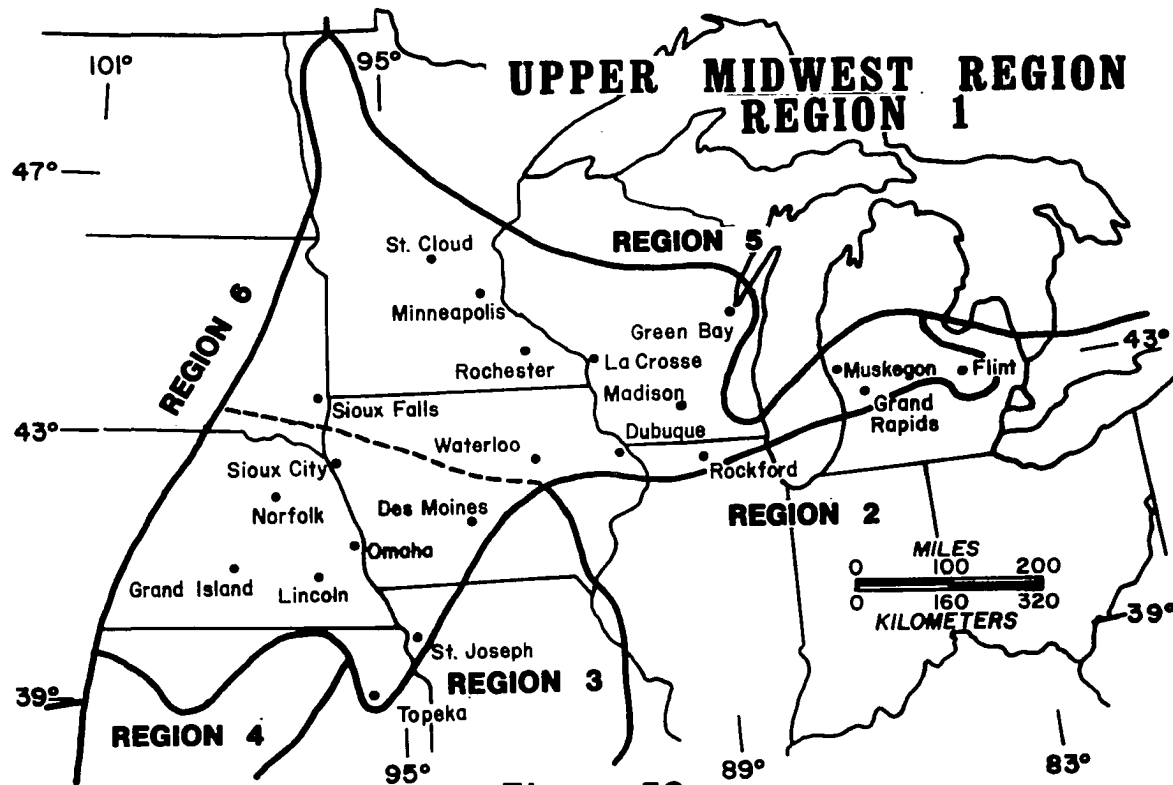 101°
95°
UPPER MIDWEST REGION
REGION 1
47°
St. Cloud
REGION 5
Minneapolis
REGION 6
Green Bay
43°
Rochester
La Crosse
Muskegon
Flint
Madison
Grand
Rapids
Sioux Falls
43°
Waterloo
Dubuque
Sioux City
Rockford
Norfolk
Des Moines
REGION 2
Omaha
MILES
0 100 200
Grand Island
Lincoln
0 160 320
KILOMETERS
39°
St. Joseph
REGION 3
39°
Topeka
REGION 4
95°
89°
83°